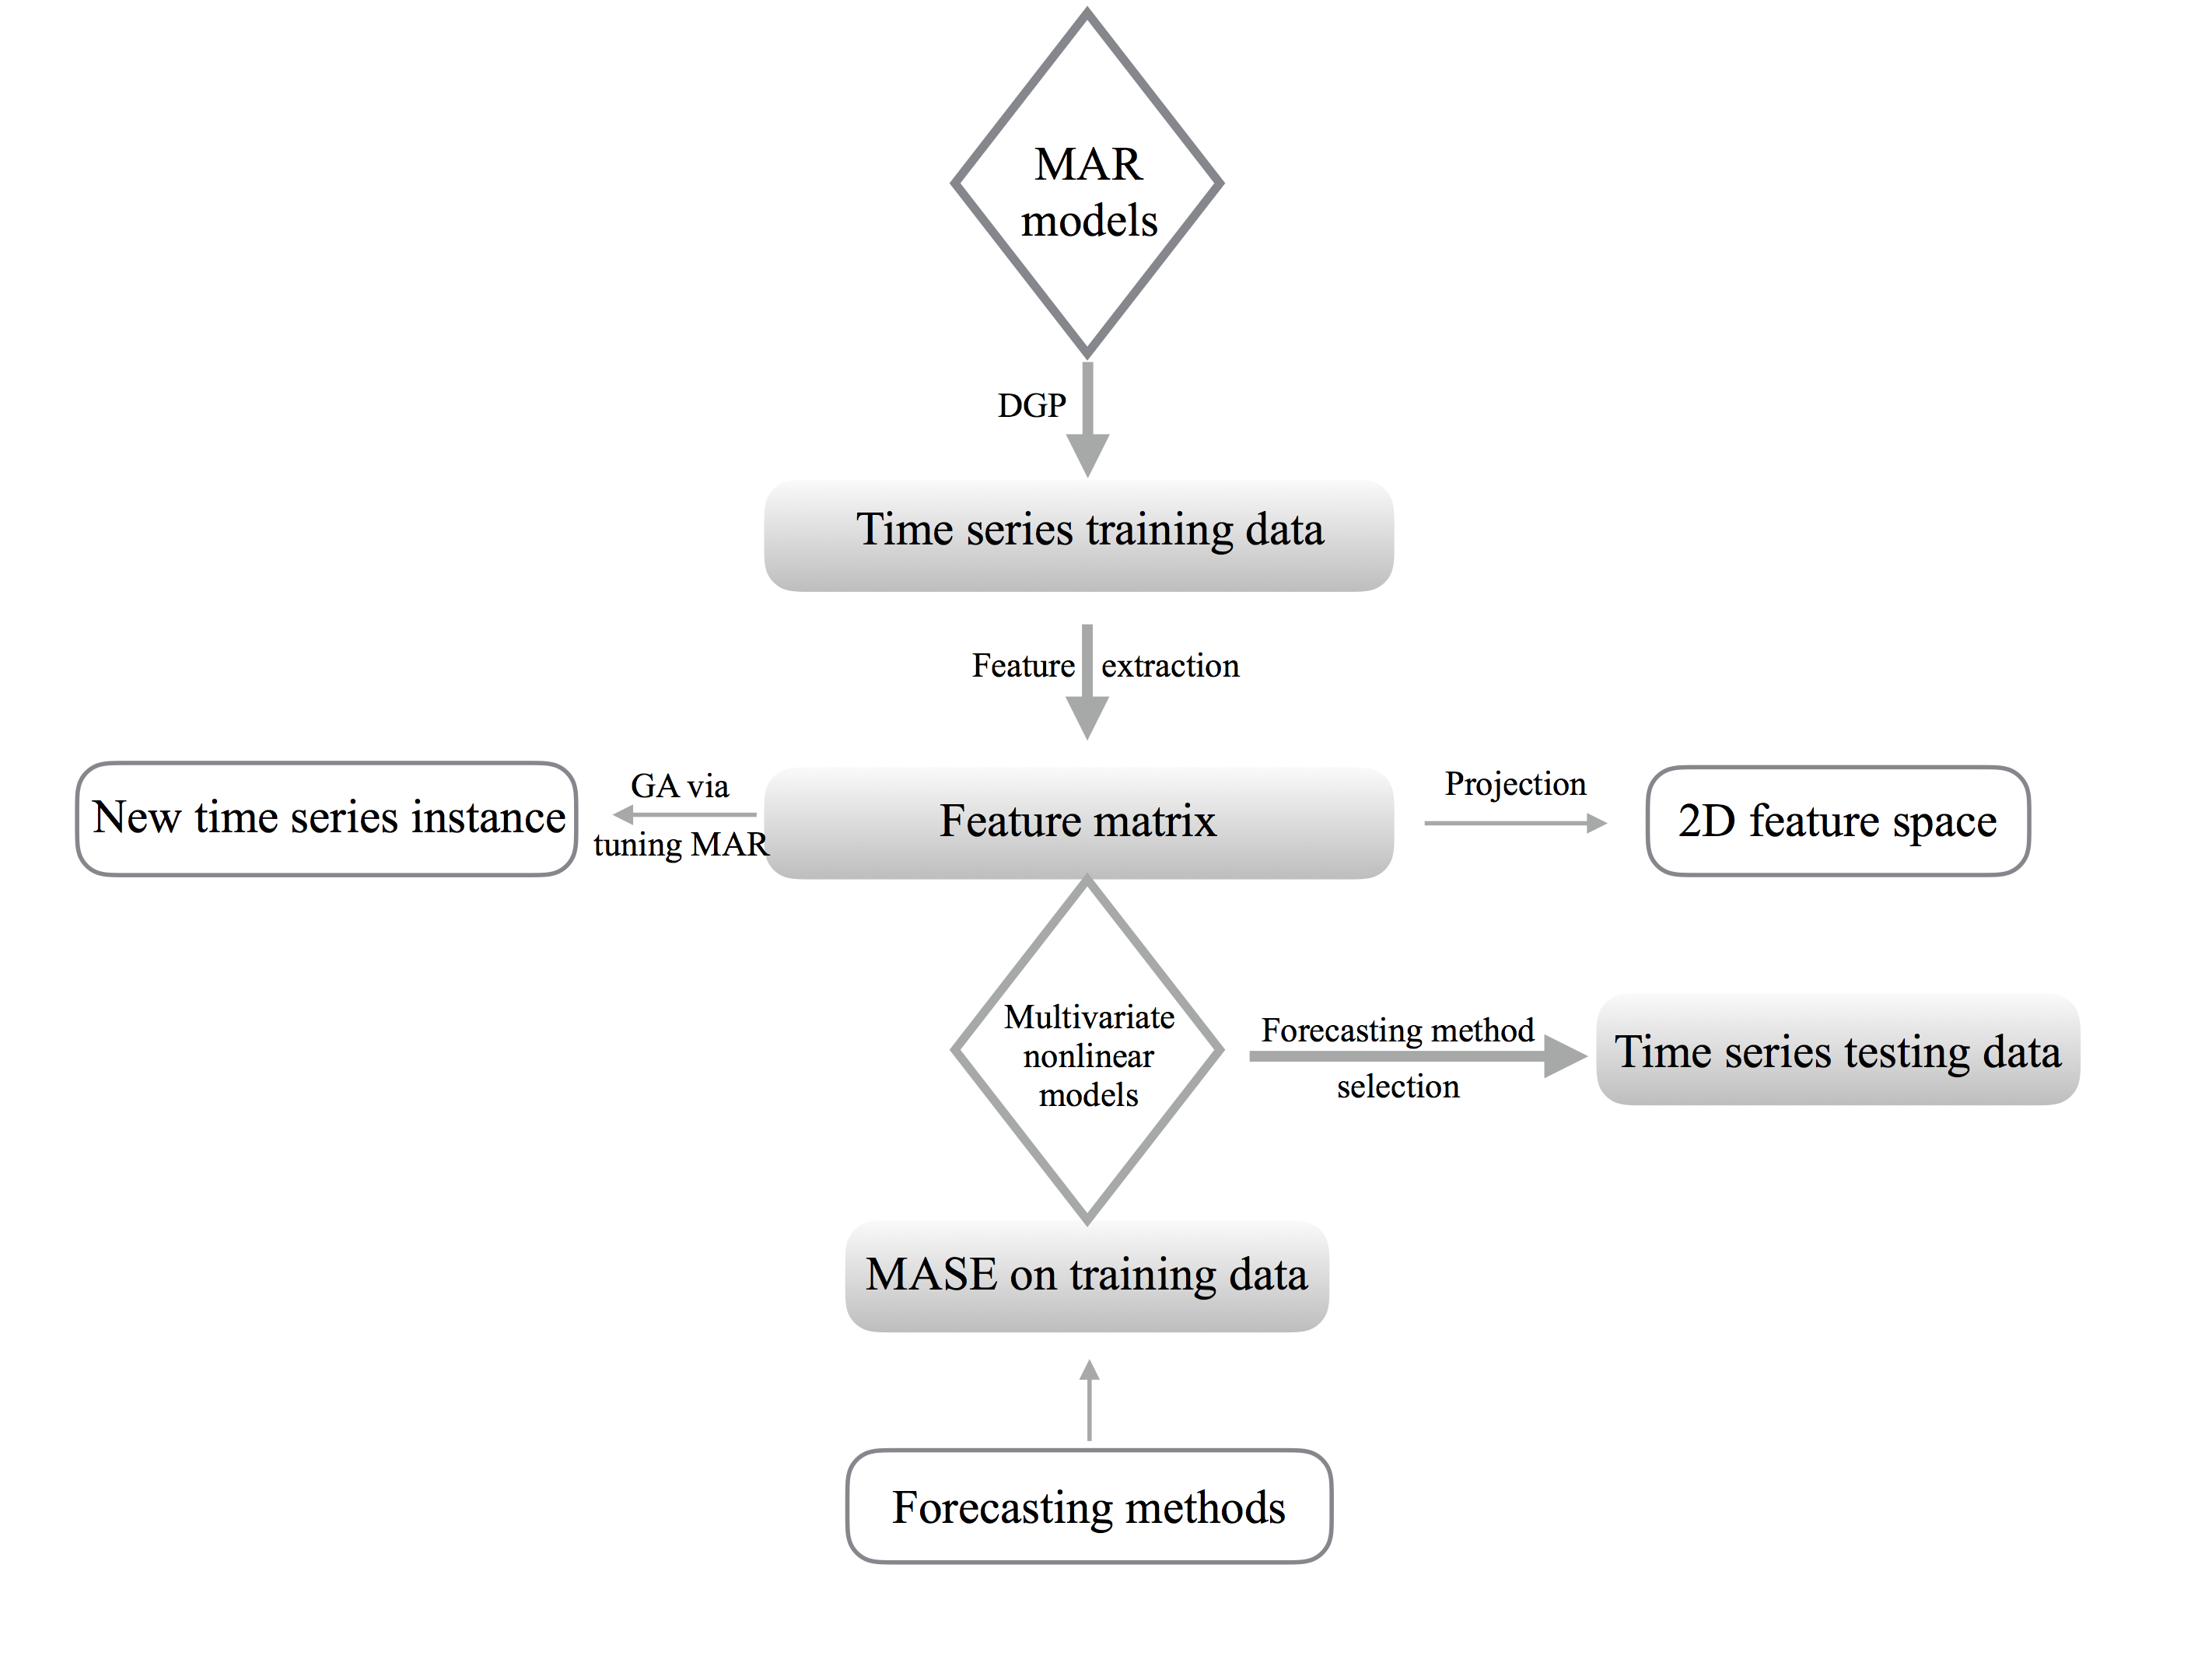 MAR
models
DGP
Time series training data
Feature extraction
New time series instance
GA via
tuning MAR
Feature matrix
Projection
2D feature space
Multivariate
nonlinear
models
Forecasting method
selection
Time series testing data
MASE on training data
Forecasting methods